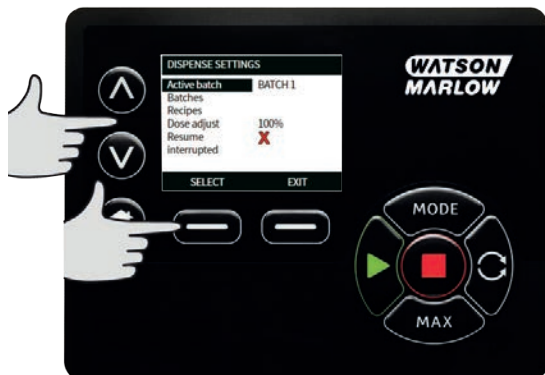 DISPENSE SETTINGS
Active batch BATCH 1
Batches
Recipes
Dose adjust 100%
Resume
interrupted
SELECT EXIT
WATSON
MARLOW
MODE
MAX